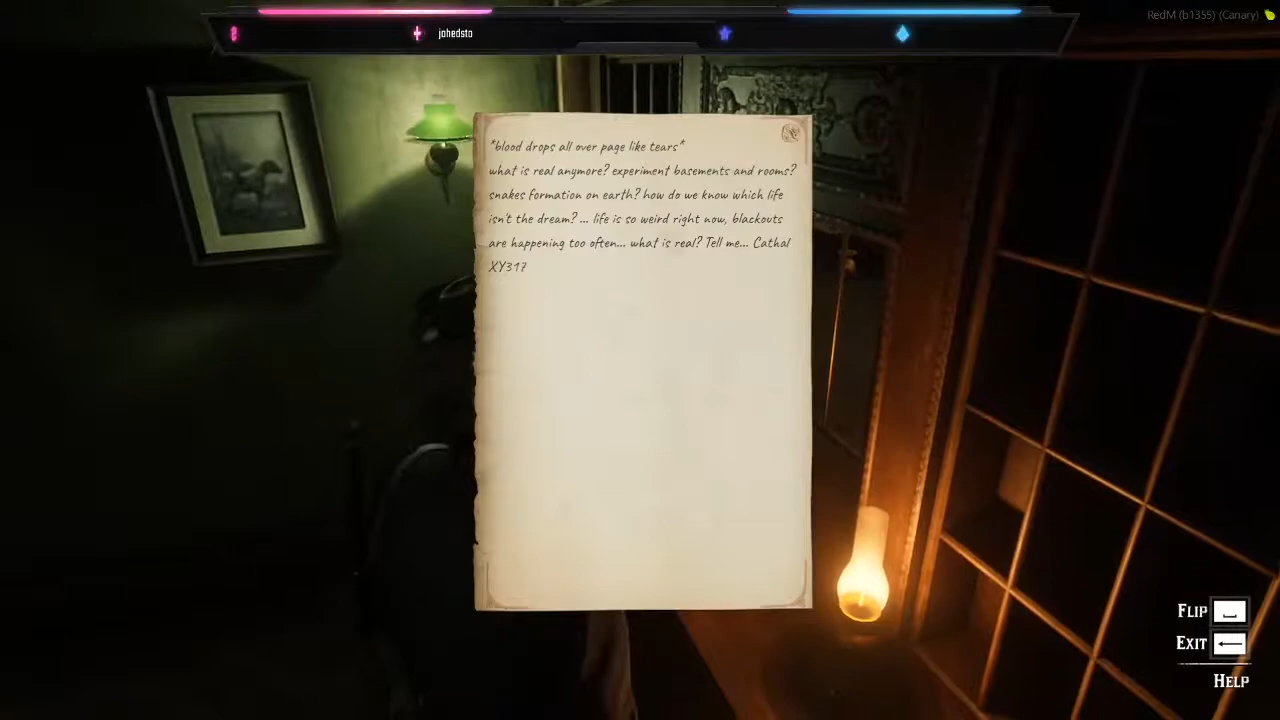 RedM (b1355) (Canary)
jahedsta
*blood drops all over page like tears*
what is real anymore? experiment basements and rooms?
snakes formation on earth? how do we know which life
isn't the dream? ... life is so weird right now, blackouts
are happening too often... what is real? Tell me... Cathal
XY317
FLIP
EXIT
HELP